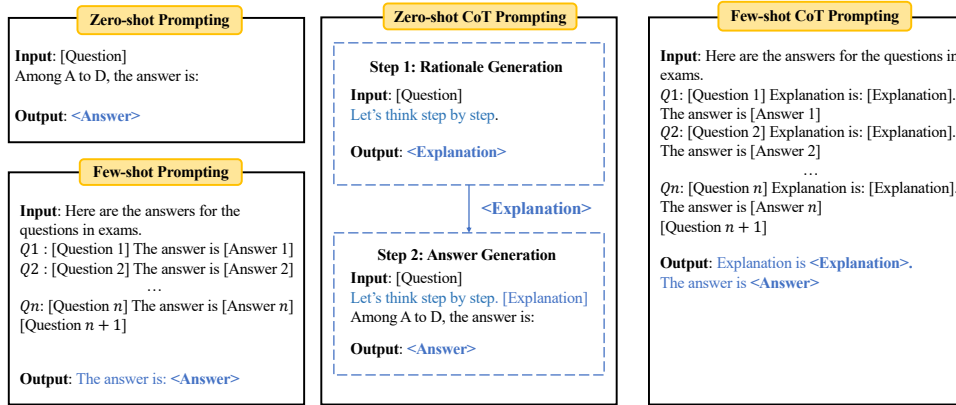 Zero-shot Prompting
Input: [Question]
Among A to D, the answer is:
Output: <Answer>
Few-shot Prompting
Input: Here are the answers for the
questions in exams.
Q1 : [Question 1] The answer is [Answer 1]
Q2 : [Question 2] The answer is [Answer 2]
…
Qn: [Question n] The answer is [Answer n]
[Question n + 1]
Output: The answer is: <Answer>
Zero-shot CoT Prompting
Step 1: Rationale Generation
Input: [Question]
Let's think step by step.
Output: <Explanation>
<Explanation>
Step 2: Answer Generation
Input: [Question]
Let's think step by step. [Explanation]
Among A to D, the answer is:
Output: <Answer>
Few-shot CoT Prompting
Input: Here are the answers for the questions in
exams.
Q1: [Question 1] Explanation is: [Explanation].
The answer is [Answer 1]
Q2: [Question 2] Explanation is: [Explanation].
The answer is [Answer 2]
…
Qn: [Question n] Explanation is: [Explanation].
The answer is [Answer n]
[Question n + 1]
Output: Explanation is <Explanation>.
The answer is <Answer>